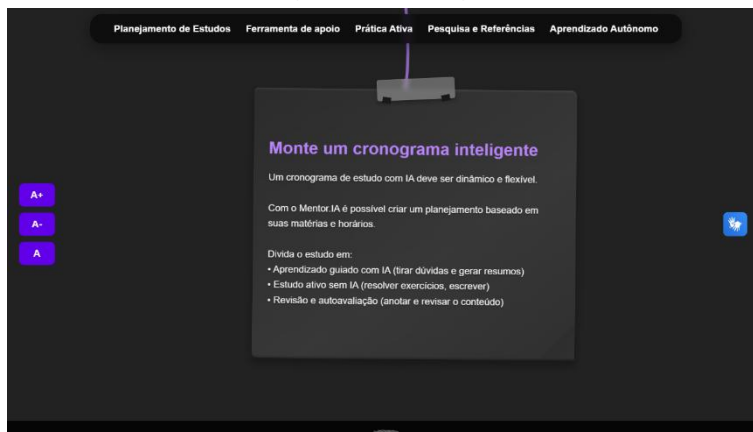 Planejamento de Estudos Ferramenta de apoio Prática Ativa Pesquisa e Referências Aprendizado Autônomo
Monte um cronograma inteligente
Um cronograma de estudo com IA deve ser dinâmico e flexível.
Com o Mentor.IA é possível criar um planejamento baseado em
suas matérias e horários.
Divida o estudo em:
• Aprendizado guiado com IA (tirar dúvidas e gerar resumos)
• Estudo ativo sem IA (resolver exercícios, escrever)
• Revisão e autoavaliação (anotar e revisar o conteúdo)
A+
A-
A